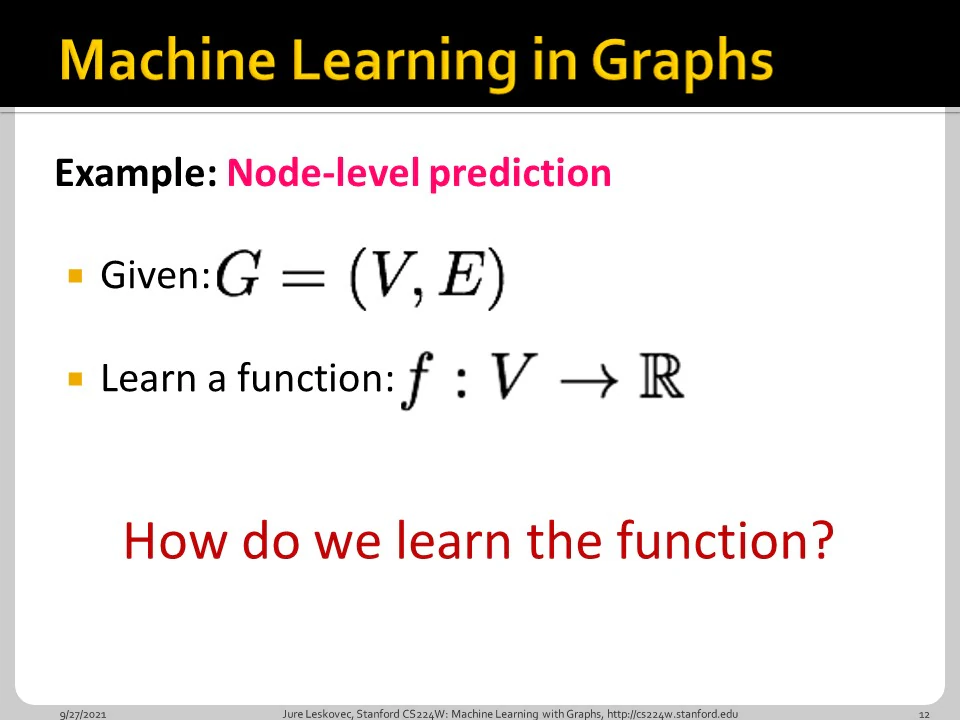 Machine Learning in Graphs
Example: Node-level prediction
Given: G = (V, E)
Learn a function: f : V → ℝ
How do we learn the function?
9/27/2021 Jure Leskovec, Stanford CS224W: Machine Learning with Graphs, http://cs224w.stanford.edu 12